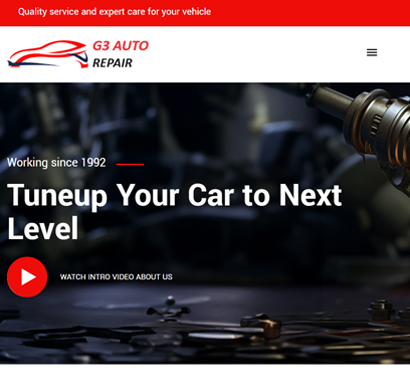 Quality service and expert care for your vehicle
G3 AUTO
REPAIR
Working since 1992
Tuneup Your Car to Next
Level
WATCH INTRO VIDEO ABOUT US